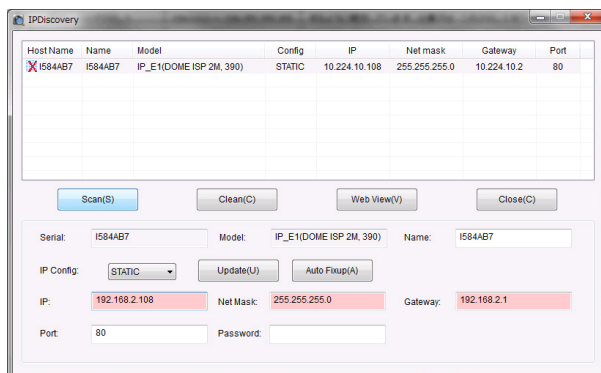 IPDiscovery
Host Name Name Model Config IP Net mask Gateway Port
I584AB7 I584AB7 IP_E1(DOME ISP 2M, 390) STATIC 10.224.10.108 255.255.255.0 10.224.10.2 80
Scan(S) Clean(C) Web View(V) Close(C)
Serial: I584AB7 Model: IP_E1(DOME ISP 2M, 390) Name: I584AB7
IP Config: STATIC Update(U) Auto Fixup(A)
IP: 192.168.2.108 Net Mask: 255.255.255.0 Gateway: 192.168.2.1
Port: 80 Password: